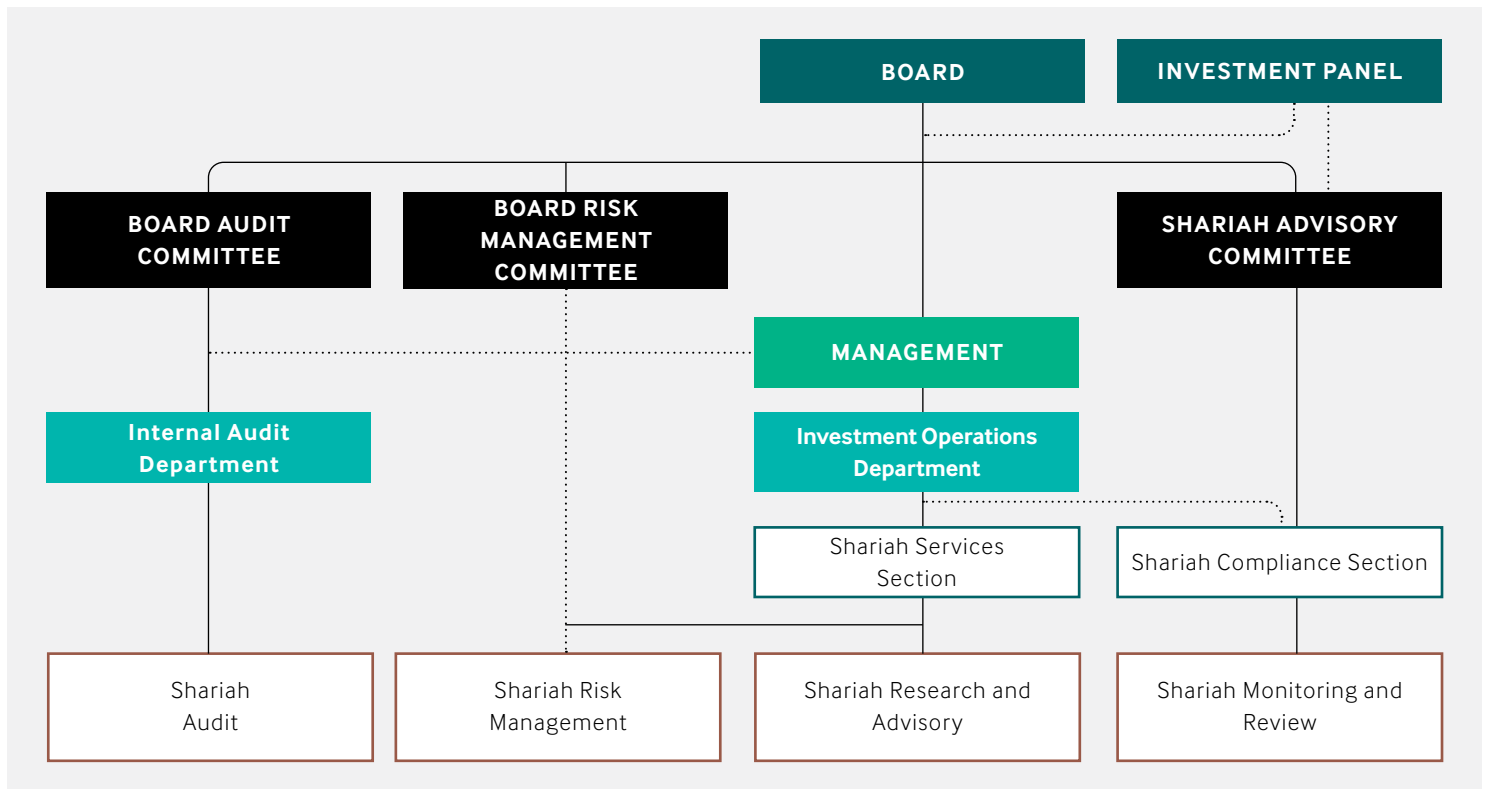 BOARD
INVESTMENT PANEL
BOARD AUDIT
COMMITTEE
BOARD RISK
MANAGEMENT
COMMITTEE
SHARIAH ADVISORY
COMMITTEE
MANAGEMENT
Internal Audit
Department
Investment Operations
Department
Shariah Services
Section
Shariah Compliance Section
Shariah
Audit
Shariah Risk
Management
Shariah Research and
Advisory
Shariah Monitoring and
Review